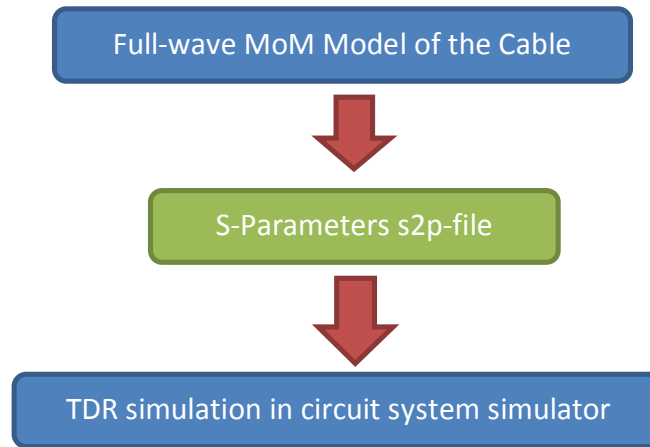 Full-wave MoM Model of the Cable
S-Parameters s2p-file
TDR simulation in circuit system simulator